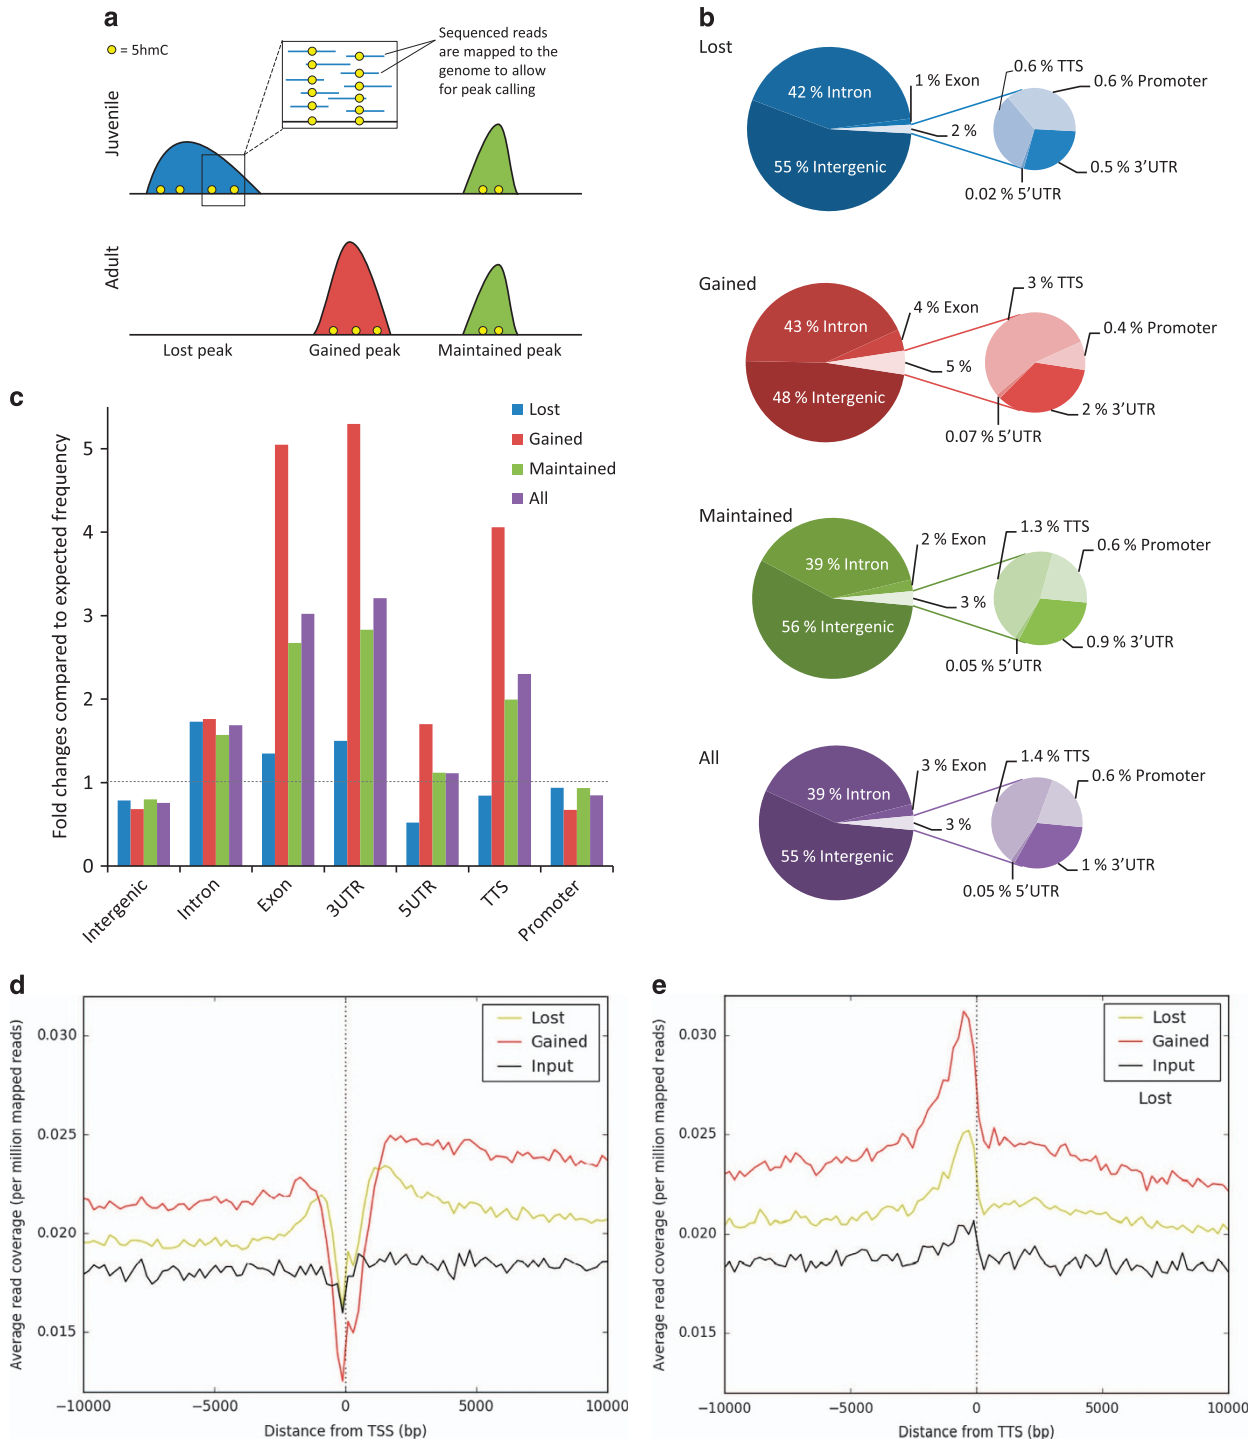 a
= 5hmC
Sequenced reads
are mapped to the
genome to allow
for peak calling
Juvenile
Adult
Lost peak
Gained peak
Maintained peak
b
Lost
42 % Intron
1 % Exon
2 %
55 % Intergenic
0.6 % TTS
0.6 % Promoter
0.5 % 3’UTR
0.02 % 5’UTR
Gained
43 % Intron
4 % Exon
5 %
48 % Intergenic
3 % TTS
0.4 % Promoter
2 % 3’UTR
0.07 % 5’UTR
Maintained
39 % Intron
2 % Exon
3 %
56 % Intergenic
1.3 % TTS
0.6 % Promoter
0.9 % 3’UTR
0.05 % 5’UTR
All
39 % Intron
3 % Exon
3 %
55 % Intergenic
1.4 % TTS
0.6 % Promoter
1 % 3’UTR
0.05 % 5’UTR
c
Fold changes compared to expected frequency
5
4
3
2
1
0
Lost
Gained
Maintained
All
Intergenic
Intron
Exon
3UTR
5UTR
TTS
Promoter
d
Average read coverage (per million mapped reads)
0.030
0.025
0.020
0.015
Lost
Gained
Input
−10000
−5000
0
5000
10000
Distance from TSS (bp)
e
Average read coverage (per million mapped reads)
0.030
0.025
0.020
0.015
Lost
Gained
Input
Lost
−10000
−5000
0
5000
10000
Distance from TTS (bp)